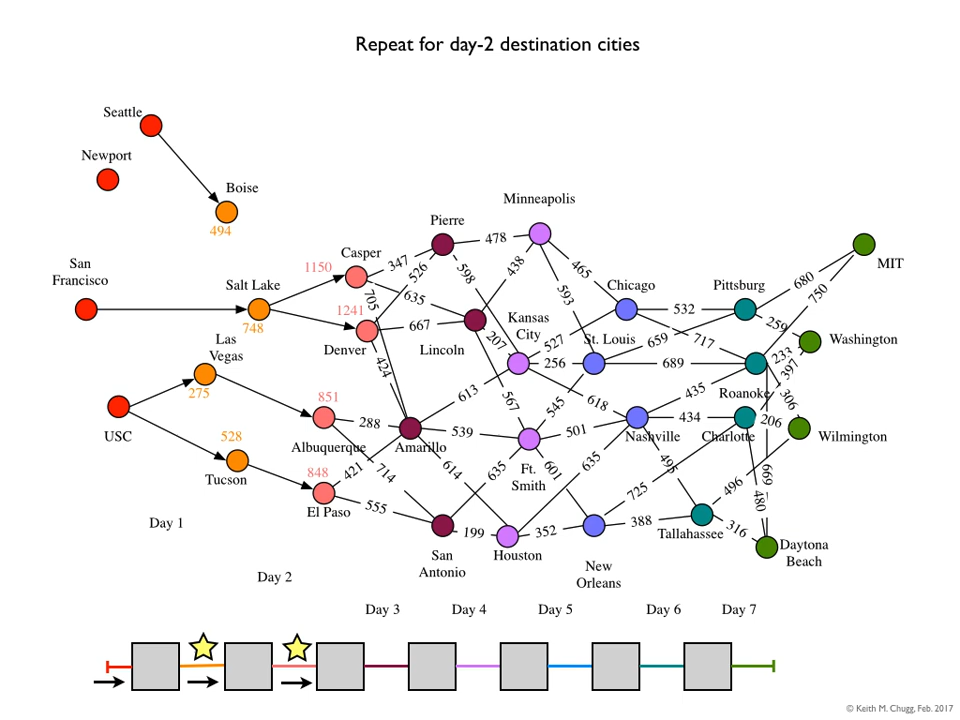 Repeat for day-2 destination cities
Seattle
Newport
Boise
494
Minneapolis
Pierre
478
San
Francisco
Salt Lake
748
Casper
1150
347
526
598
438
465
593
MIT
680
750
1241
705
635
Denver
667
Lincoln
207
Kansas
City
527
Chicago
532
Pittsburg
259
Washington
St. Louis
659
717
256
689
233
397
Las
Vegas
275
424
613
567
545
618
435
Roanoke
306
USC
851
288
Albuquerque
Amarillo
539
501
Nashville
434
Charlotte
206
Wilmington
528
Tucson
848
421
714
614
635
Ft.
Smith
601
635
495
669
496
480
El Paso
555
199
352
725
388
Tallahassee
316
San
Antonio
Houston
New
Orleans
Daytona
Beach
Day 1
Day 2
Day 3
Day 4
Day 5
Day 6
Day 7
© Keith M. Chugg, Feb. 2017